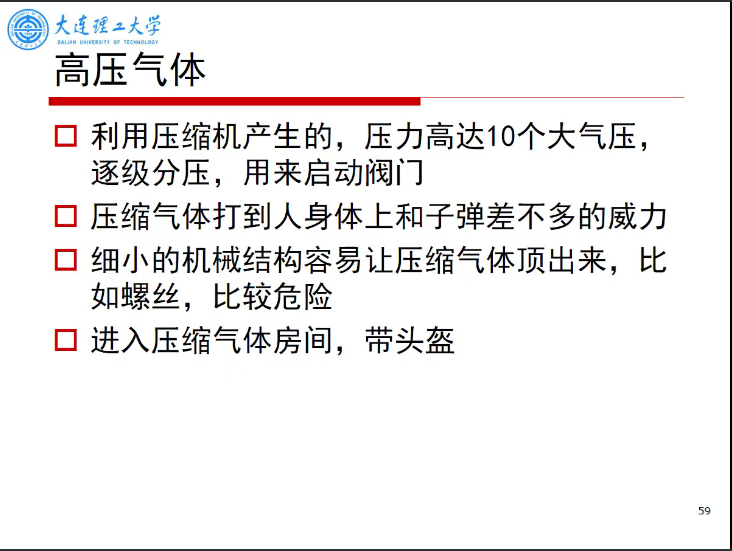 大连理工大学
DALIAN UNIVERSITY OF TECHNOLOGY
高压气体
利用压缩机产生的，压力高达10个大气压，
逐级分压，用来启动阀门
压缩气体打到人身体上和子弹差不多的威力
细小的机械结构容易让压缩气体顶出来，比
如螺丝，比较危险
进入压缩气体房间，带头盔
59